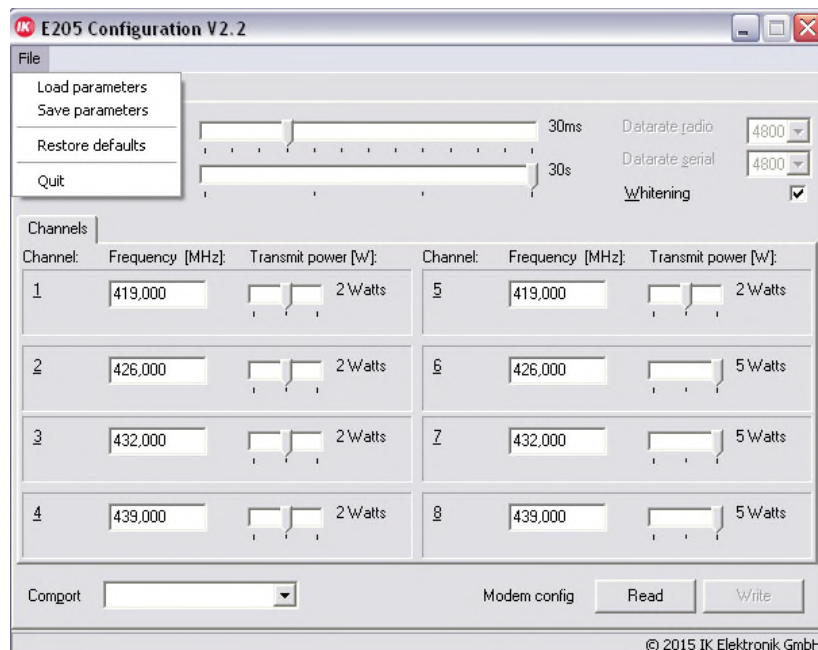 IK E205 Configuration V2.2
File
Load parameters
Save parameters
Restore defaults
Quit
30ms
Datarate radio 4800
30s
Datarate serial 4800
Whitening
Channels
Channel: Frequency [MHz]: Transmit power [W]: Channel: Frequency [MHz]: Transmit power [W]:
1 419,000 2 Watts 5 419,000 2 Watts
2 426,000 2 Watts 6 426,000 5 Watts
3 432,000 2 Watts 7 432,000 5 Watts
4 439,000 2 Watts 8 439,000 5 Watts
Comport Modem config Read Write
© 2015 IK Elektronik GmbH